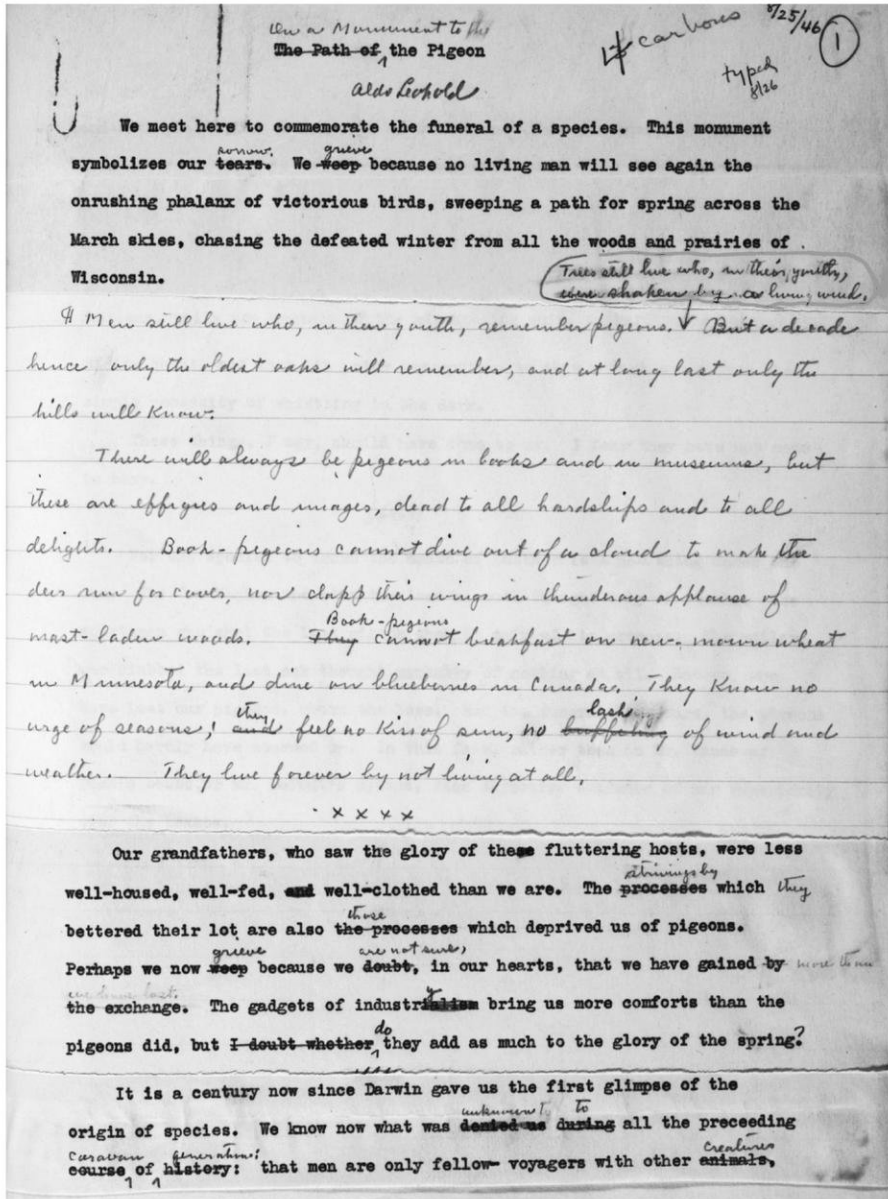 On a Monument to the
The Path of the Pigeon
4 carbons
8/25/46
1
typed
8/26
Aldo Leopold
We meet here to commemorate the funeral of a species. This monument
sorrow. grieve
symbolizes our tears. We weep because no living man will see again the
onrushing phalanx of victorious birds, sweeping a path for spring across the
March skies, chasing the defeated winter from all the woods and prairies of
Wisconsin.
Trees still live who, in their youth,
were shaken by a living wind.
¶ Men still live who, in their youth, remember pigeons. But a decade
hence only the oldest oaks will remember, and at long last only the
hills will know.
There will always be pigeons in books and in museums, but
these are effigies and images, dead to all hardships and to all
delights. Book-pigeons cannot dive out of a cloud to make the
deer run for cover, nor clap their wings in thunderous applause of
Book-pigeons
mast-laden woods. They cannot breakfast on new-mown wheat
in Minnesota, and dine on blueberries in Canada. They know no
they lash
urge of seasons; and feel no kiss of sun, no buffeting of wind and
weather. They live forever by not living at all.
x x x x
Our grandfathers, who saw the glory of these fluttering hosts, were less
strivings by
well-housed, well-fed, and well-clothed than we are. The processes which they
those
bettered their lot are also the processes which deprived us of pigeons.
grieve are not sure,
Perhaps we now weep because we doubt, in our hearts, that we have gained by more than
we have lost.
the exchange. The gadgets of industrialism bring us more comforts than the
do
pigeons did, but I doubt whether they add as much to the glory of the spring?
It is a century now since Darwin gave us the first glimpse of the
unknown to
origin of species. We know now what was denied us during all the preceeding
caravan generations: creatures
course of history: that men are only fellow-voyagers with other animals,